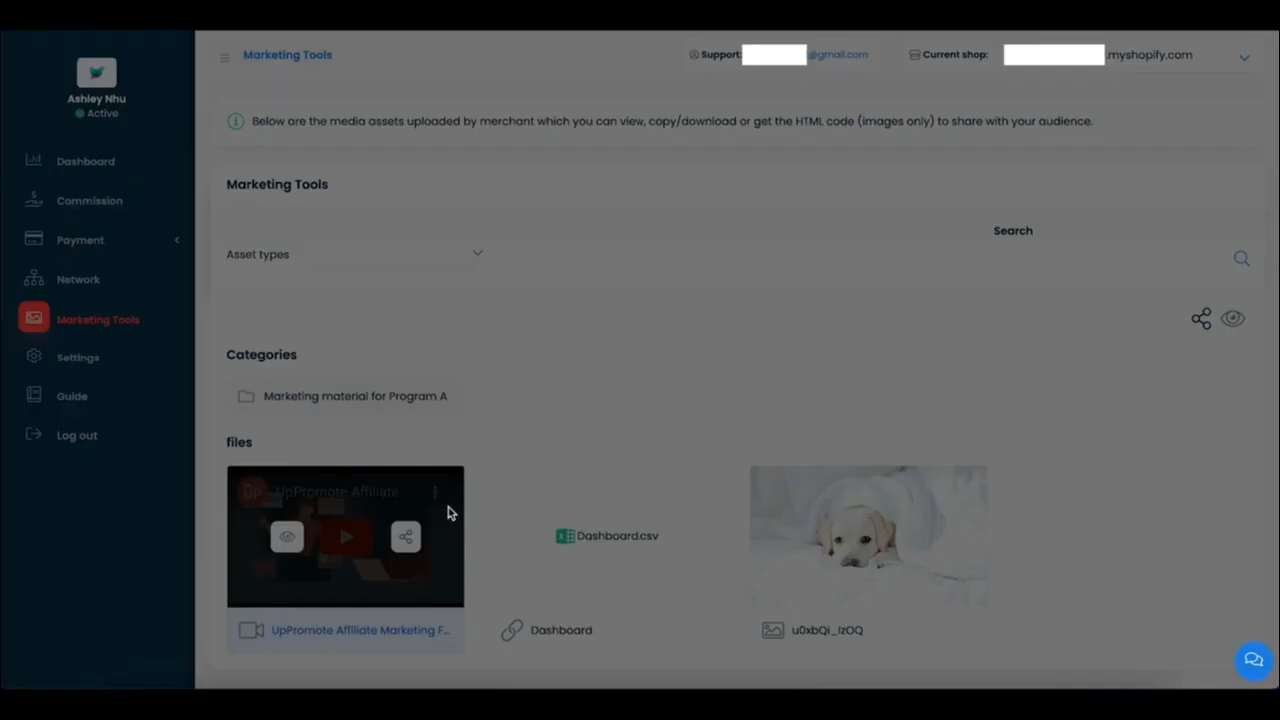 Ashley Nhu
Active
Dashboard
Commission
Payment
Network
Marketing Tools
Settings
Guide
Log out
Marketing Tools
Support: @gmail.com
Current shop: .myshopify.com
Below are the media assets uploaded by merchant which you can view, copy/download or get the HTML code (images only) to share with your audience.
Marketing Tools
Search
Asset types
Categories
Marketing material for Program A
files
UP UpPromote Affiliate
Dashboard.csv
UpPromote Affiliate Marketing F...
Dashboard
u0xbQi_IzOQ